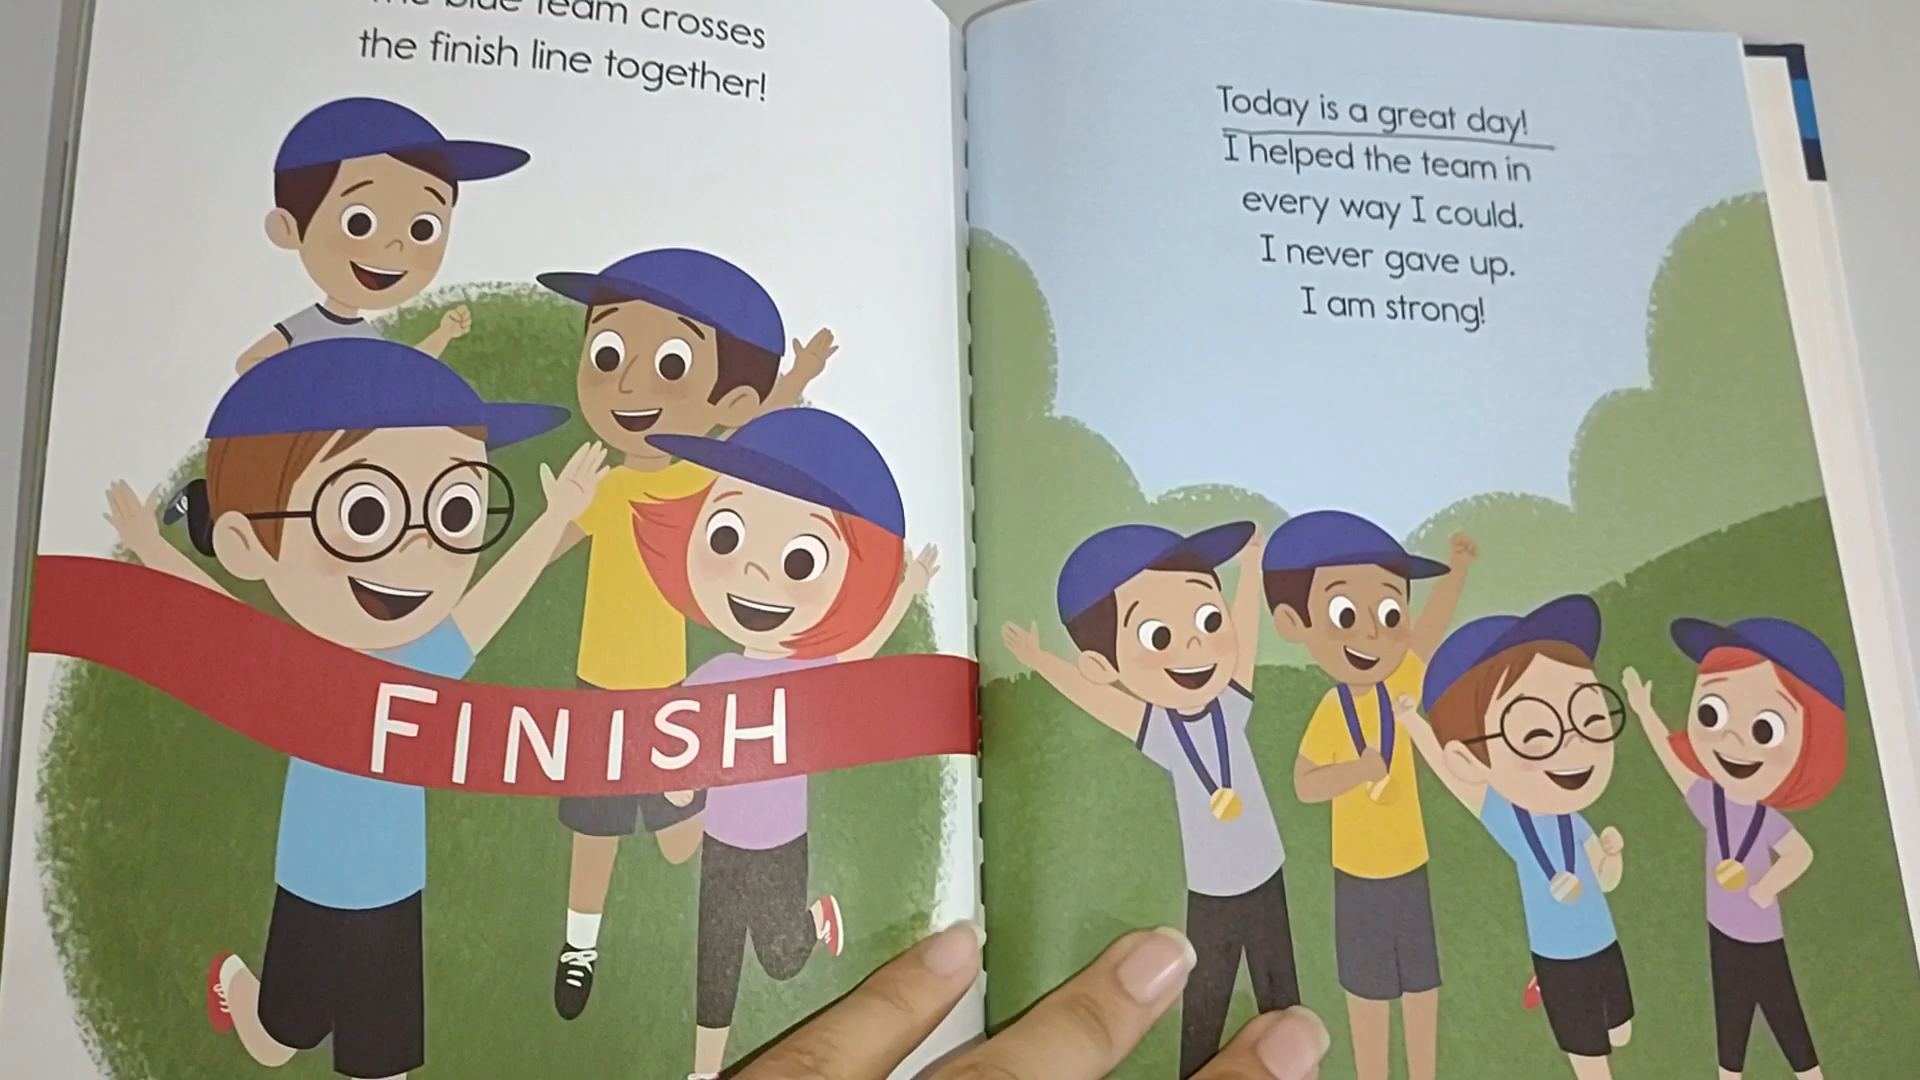 The blue team crosses
the finish line together!
FINISH
Today is a great day!
I helped the team in
every way I could.
I never gave up.
I am strong!